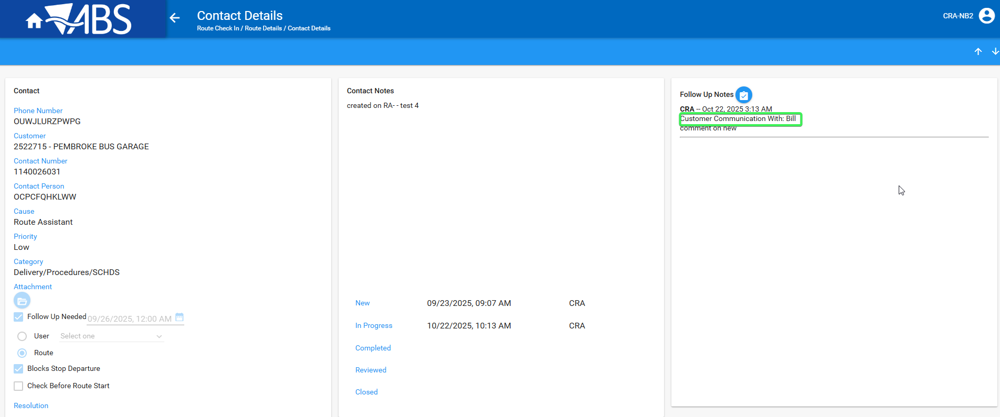 ABS
Contact Details
Route Check In / Route Details / Contact Details
CRA-NB2
Contact
Phone Number
OUWJLURZPWPG
Customer
2522715 - PEMBROKE BUS GARAGE
Contact Number
1140026031
Contact Person
OCPCFQHKLWW
Cause
Route Assistant
Priority
Low
Category
Delivery/Procedures/SCHDS
Attachment
Follow Up Needed 09/26/2025, 12:00 AM
User Select one
Route
Blocks Stop Departure
Check Before Route Start
Resolution
Contact Notes
created on RA- - test 4
New 09/23/2025, 09:07 AM CRA
In Progress 10/22/2025, 10:13 AM CRA
Completed
Reviewed
Closed
Follow Up Notes
CRA -- Oct 22, 2025 3:13 AM
Customer Communication With: Bill
comment on new